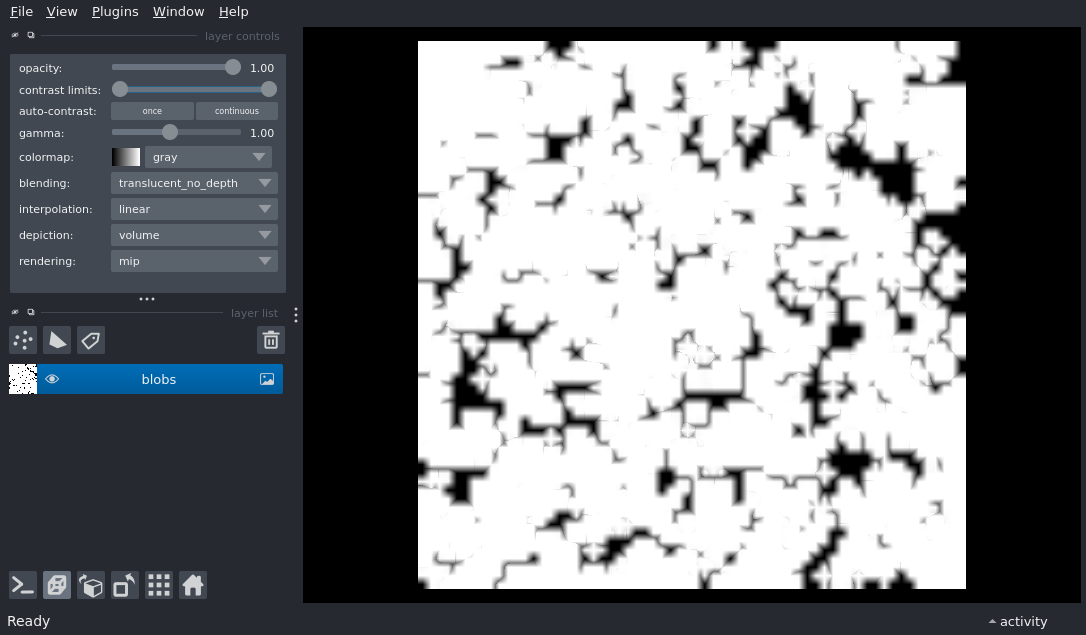 File View Plugins Window Help
layer controls
opacity: 1.00
contrast limits:
auto-contrast: once continuous
gamma: 1.00
colormap: gray
blending: translucent_no_depth
interpolation: linear
depiction: volume
rendering: mip
layer list
blobs
Ready activity